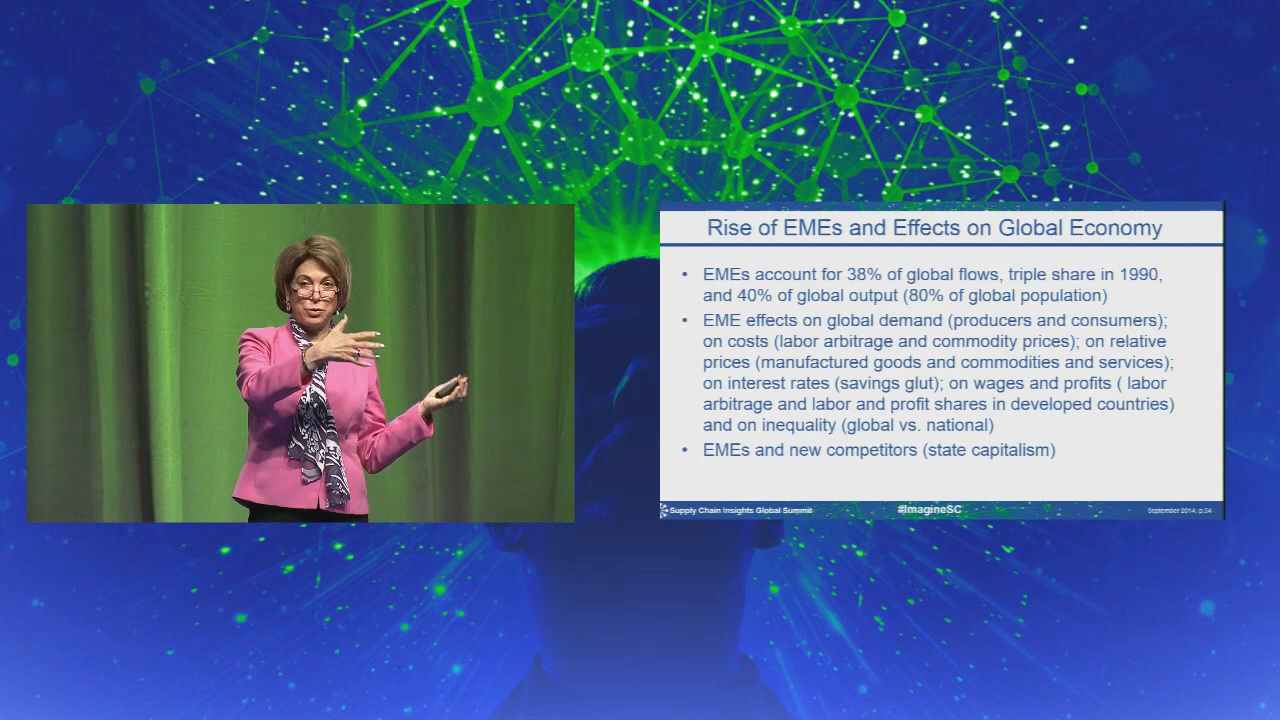 Rise of EMEs and Effects on Global Economy
• EMEs account for 38% of global flows, triple share in 1990,
and 40% of global output (80% of global population)
• EME effects on global demand (producers and consumers);
on costs (labor arbitrage and commodity prices); on relative
prices (manufactured goods and commodities and services);
on interest rates (savings glut); on wages and profits ( labor
arbitrage and labor and profit shares in developed countries)
and on inequality (global vs. national)
• EMEs and new competitors (state capitalism)
Supply Chain Insights Global Summit
#ImagineSC
September 2014, p.54